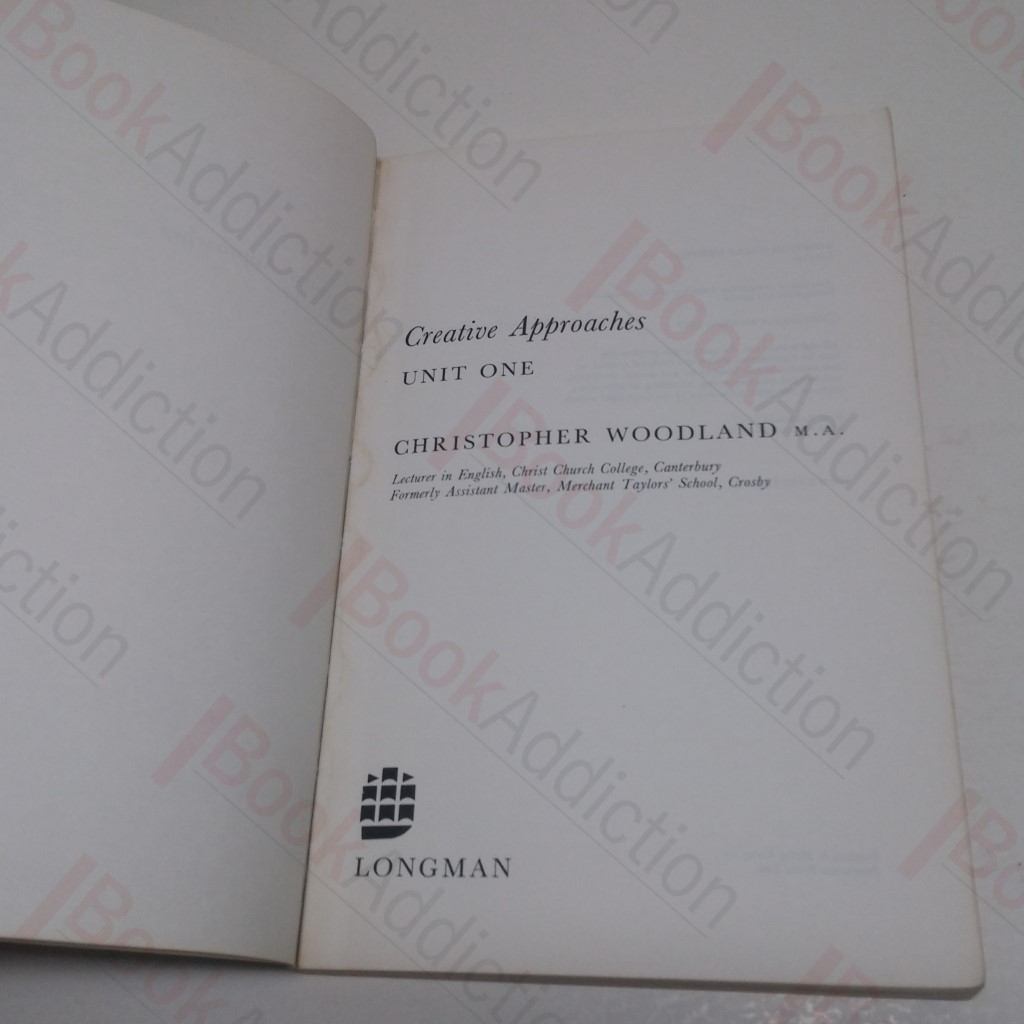 Creative Approaches
UNIT ONE
CHRISTOPHER WOODLAND M.A.
Lecturer in English, Christ Church College, Canterbury
Formerly Assistant Master, Merchant Taylors' School, Crosby
LONGMAN
BookAddiction